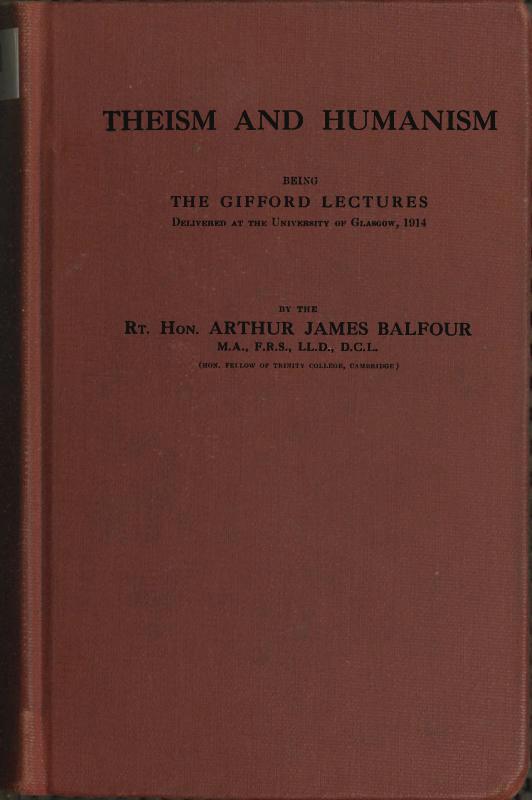 THEISM AND HUMANISM
BEING
THE GIFFORD LECTURES
DELIVERED AT THE UNIVERSITY OF GLASGOW, 1914
BY THE
RT. HON. ARTHUR JAMES BALFOUR
M.A., F.R.S., LL.D., D.C.L.
(HON. FELLOW OF TRINITY COLLEGE, CAMBRIDGE)